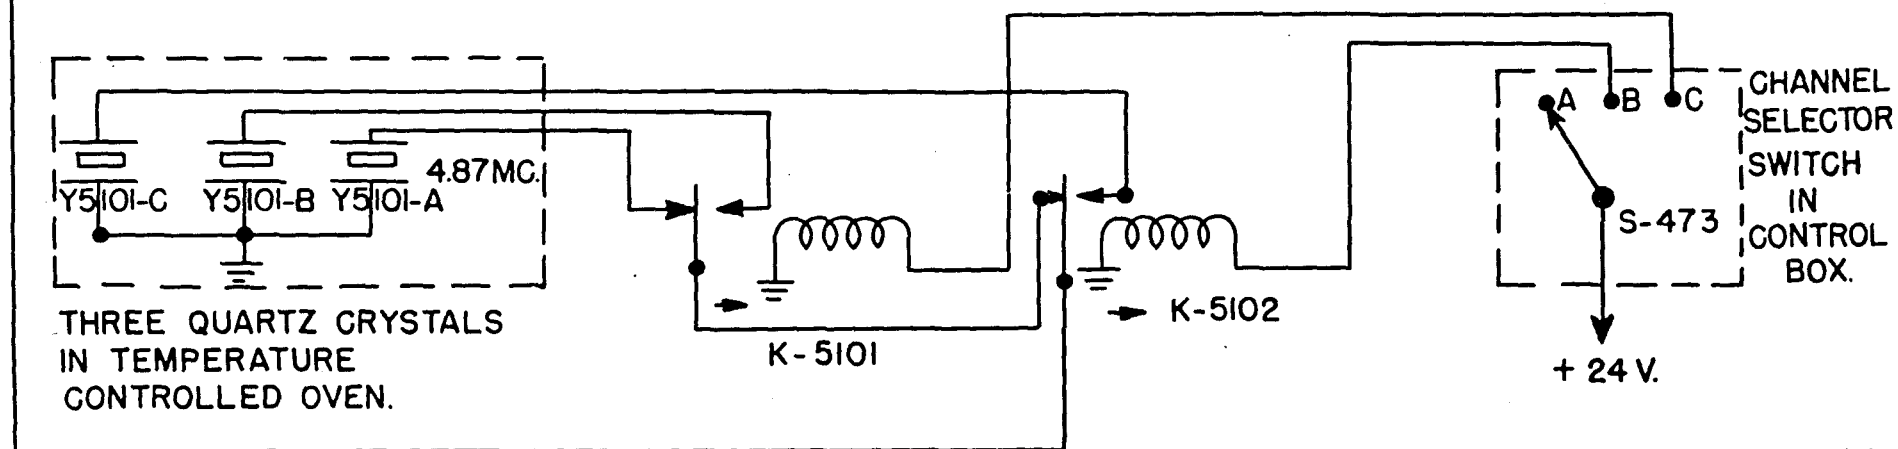 Y5101-C
Y5101-B
Y5101-A
4.87MC.
THREE QUARTZ CRYSTALS
IN TEMPERATURE
CONTROLLED OVEN.
K-5101
K-5102
A
B
C
S-473
+ 24 V.
CHANNEL
SELECTOR
SWITCH
IN
CONTROL
BOX.